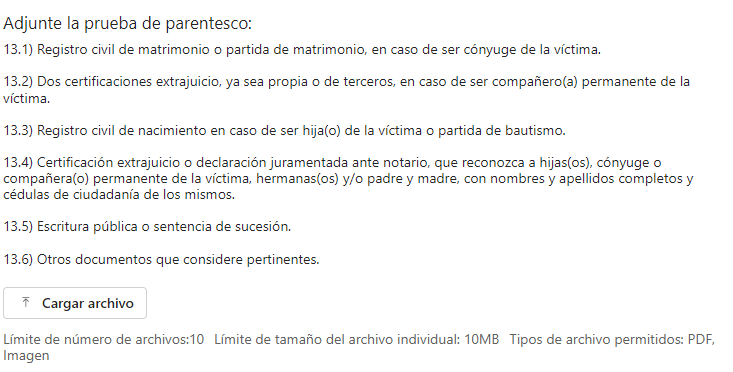 Adjunte la prueba de parentesco:
13.1) Registro civil de matrimonio o partida de matrimonio, en caso de ser cónyuge de la víctima.
13.2) Dos certificaciones extrajuicio, ya sea propia o de terceros, en caso de ser compañero(a) permanente de la
víctima.
13.3) Registro civil de nacimiento en caso de ser hija(o) de la víctima o partida de bautismo.
13.4) Certificación extrajuicio o declaración juramentada ante notario, que reconozca a hijas(os), cónyuge o
compañera(o) permanente de la víctima, hermanas(os) y/o padre y madre, con nombres y apellidos completos y
cédulas de ciudadanía de los mismos.
13.5) Escritura pública o sentencia de sucesión.
13.6) Otros documentos que considere pertinentes.
Cargar archivo
Límite de número de archivos:10 Límite de tamaño del archivo individual: 10MB Tipos de archivo permitidos: PDF,
Imagen